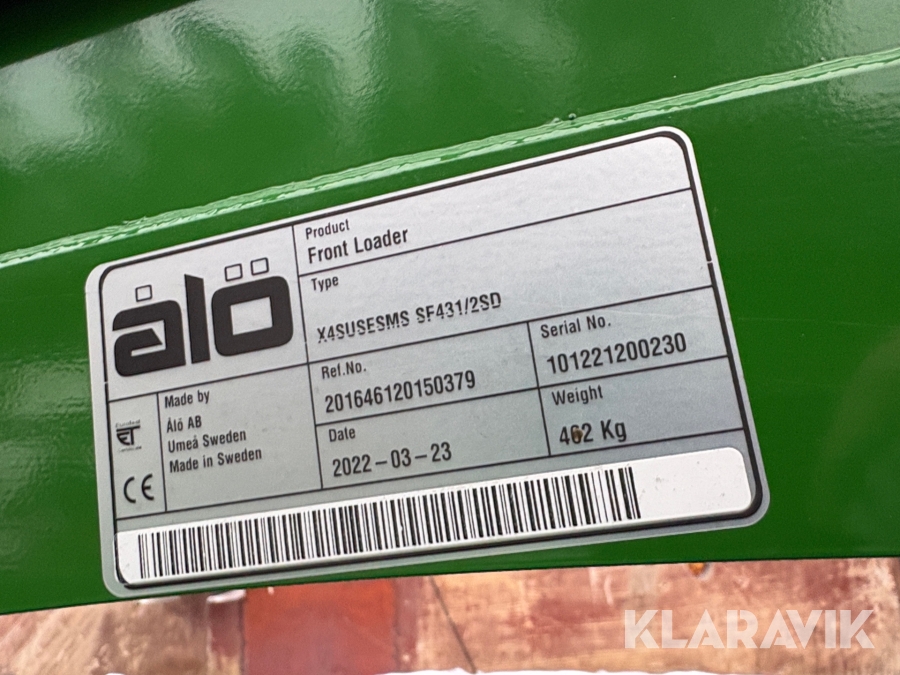 älö
Product
Front Loader
Type
X4SUSESMS SF431/2SD
Ref.No.
201646120150379
Serial No.
101221200230
Date
2022-03-23
Weight
462 Kg
Made by
Ålö AB
Umeå Sweden
Made in Sweden
CE
KLARAVIK